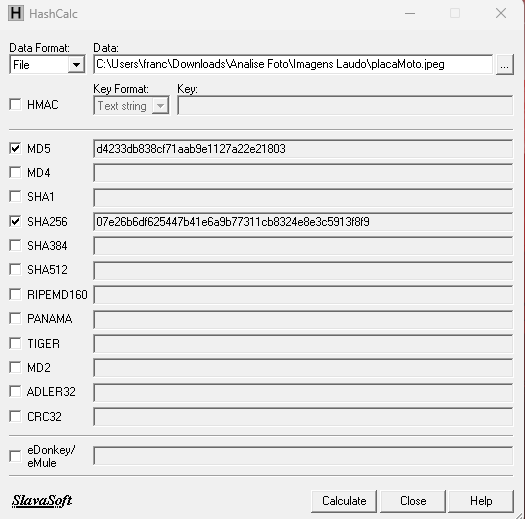 HashCalc
Data Format: Data:
File C:\Users\franc\Downloads\Analise Foto\Imagens Laudo\placaMoto.jpeg ...
Key Format: Key:
HMAC Text string
MD5 d4233db838cf71aab9e1127a22e21803
MD4
SHA1
SHA256 07e26b6df625447b41e6a9b77311cb8324e8e3c5913f8f9
SHA384
SHA512
RIPEMD160
PANAMA
TIGER
MD2
ADLER32
CRC32
eDonkey/
eMule
SlavaSoft Calculate Close Help